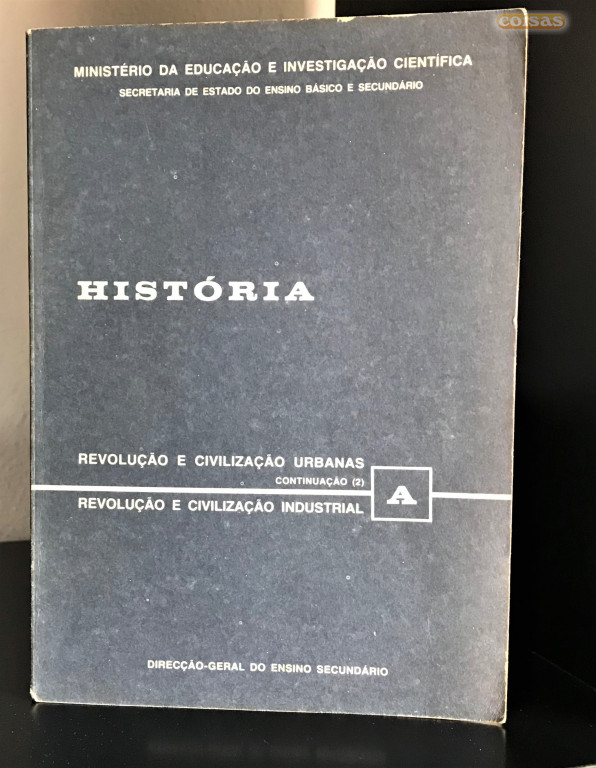 coisas
MINISTÉRIO DA EDUCAÇÃO E INVESTIGAÇÃO CIENTÍFICA
SECRETARIA DE ESTADO DO ENSINO BÁSICO E SECUNDÁRIO
HISTÓRIA
REVOLUÇÃO E CIVILIZAÇÃO URBANAS
CONTINUAÇÃO (2)
A
REVOLUÇÃO E CIVILIZAÇÃO INDUSTRIAL
DIRECÇÃO-GERAL DO ENSINO SECUNDÁRIO